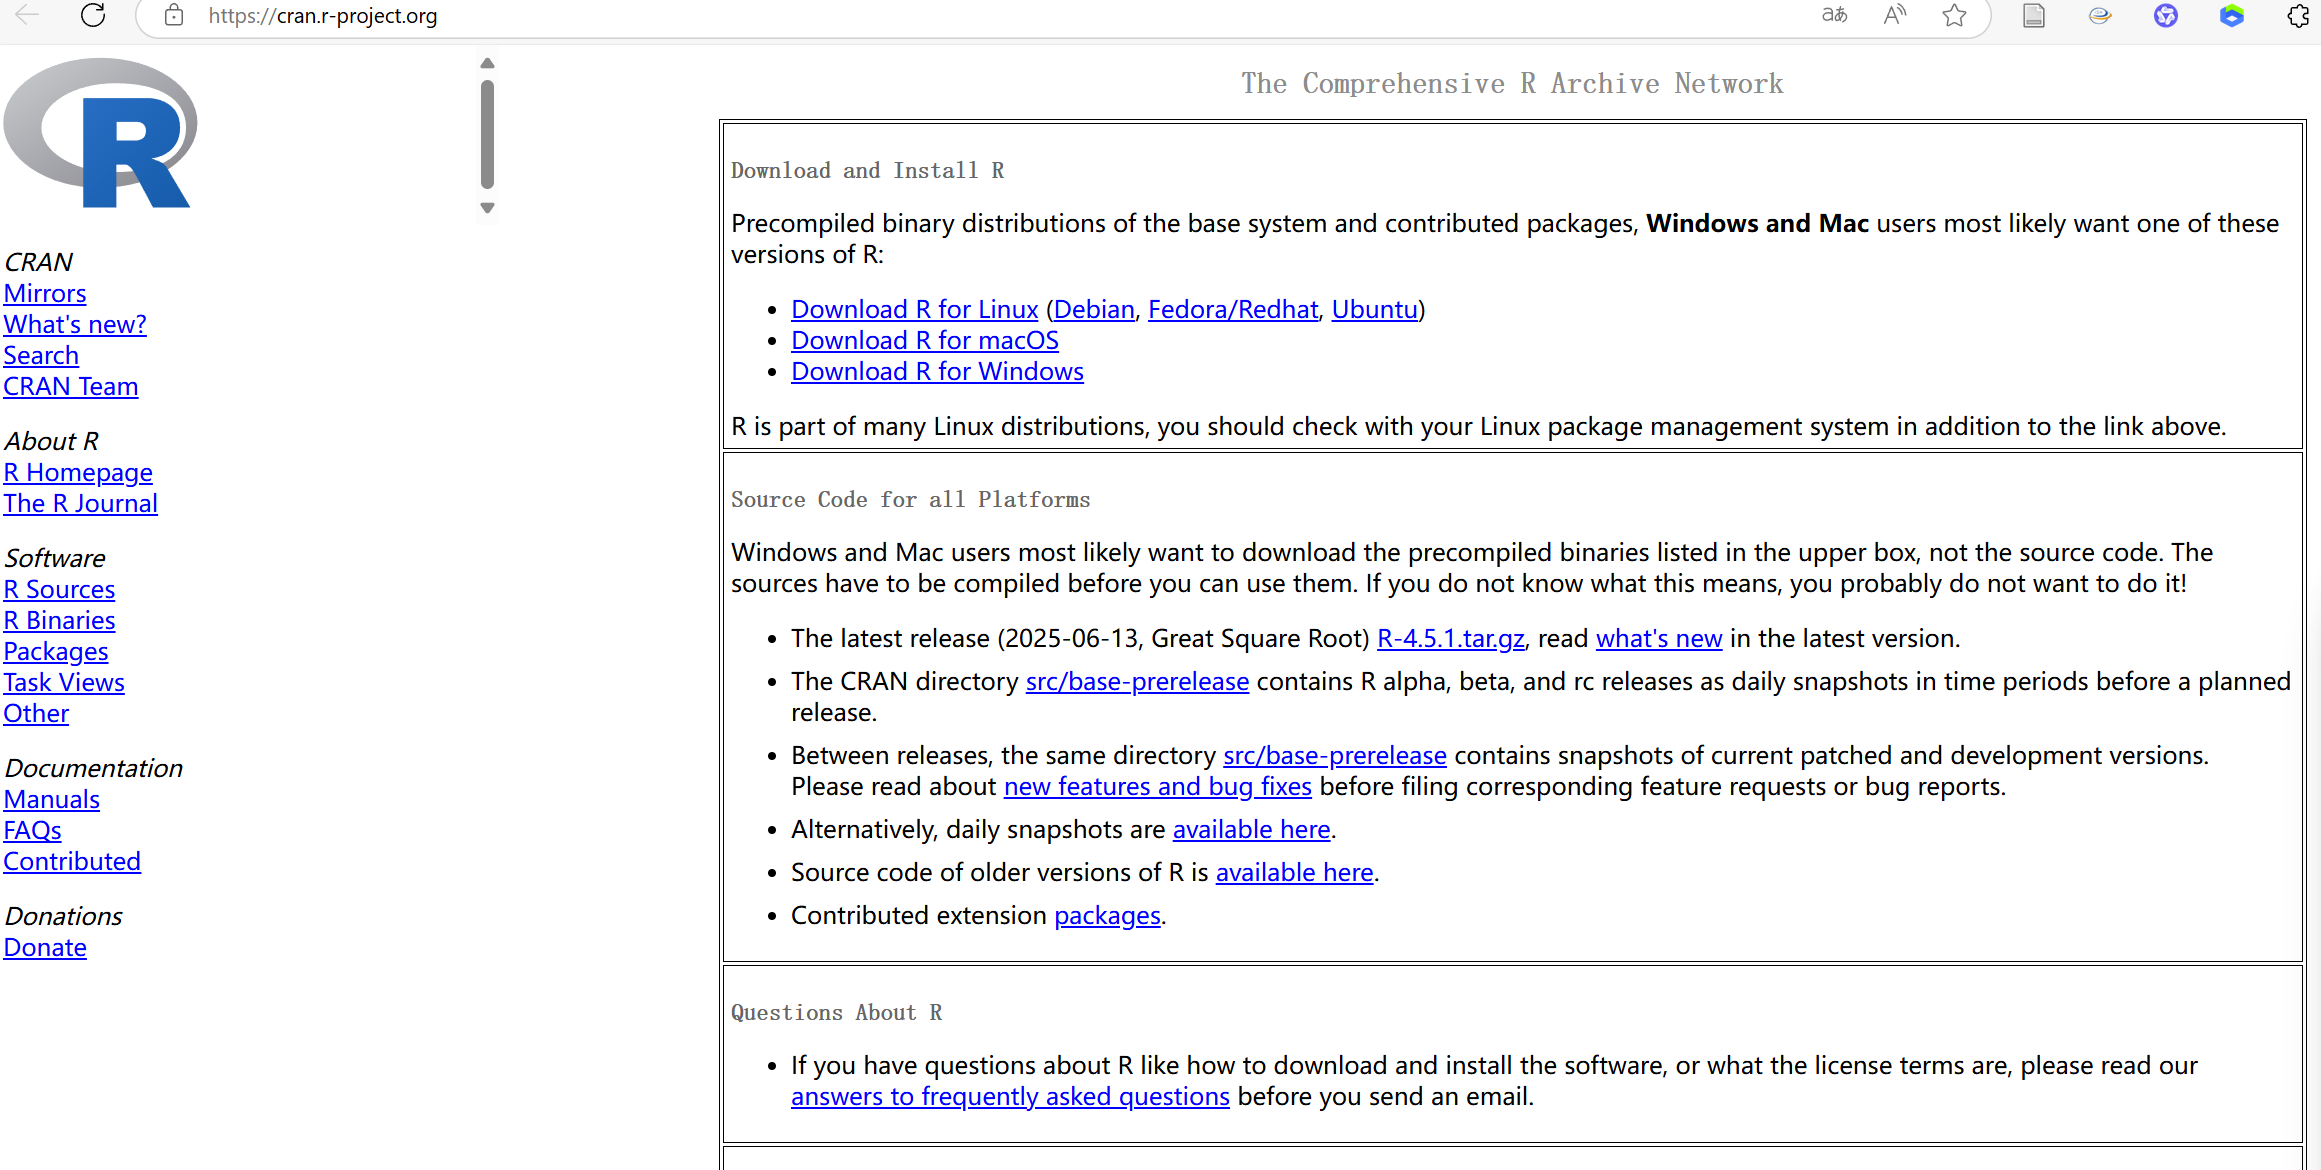 https://cran.r-project.org
R
CRAN
Mirrors
What's new?
Search
CRAN Team
About R
R Homepage
The R Journal
Software
R Sources
R Binaries
Packages
Task Views
Other
Documentation
Manuals
FAQs
Contributed
Donations
Donate
The Comprehensive R Archive Network
Download and Install R
Precompiled binary distributions of the base system and contributed packages, Windows and Mac users most likely want one of these
versions of R:
• Download R for Linux (Debian, Fedora/Redhat, Ubuntu)
• Download R for macOS
• Download R for Windows
R is part of many Linux distributions, you should check with your Linux package management system in addition to the link above.
Source Code for all Platforms
Windows and Mac users most likely want to download the precompiled binaries listed in the upper box, not the source code. The
sources have to be compiled before you can use them. If you do not know what this means, you probably do not want to do it!
• The latest release (2025-06-13, Great Square Root) R-4.5.1.tar.gz, read what's new in the latest version.
• The CRAN directory src/base-prerelease contains R alpha, beta, and rc releases as daily snapshots in time periods before a planned
release.
• Between releases, the same directory src/base-prerelease contains snapshots of current patched and development versions.
Please read about new features and bug fixes before filing corresponding feature requests or bug reports.
• Alternatively, daily snapshots are available here.
• Source code of older versions of R is available here.
• Contributed extension packages.
Questions About R
• If you have questions about R like how to download and install the software, or what the license terms are, please read our
answers to frequently asked questions before you send an email.